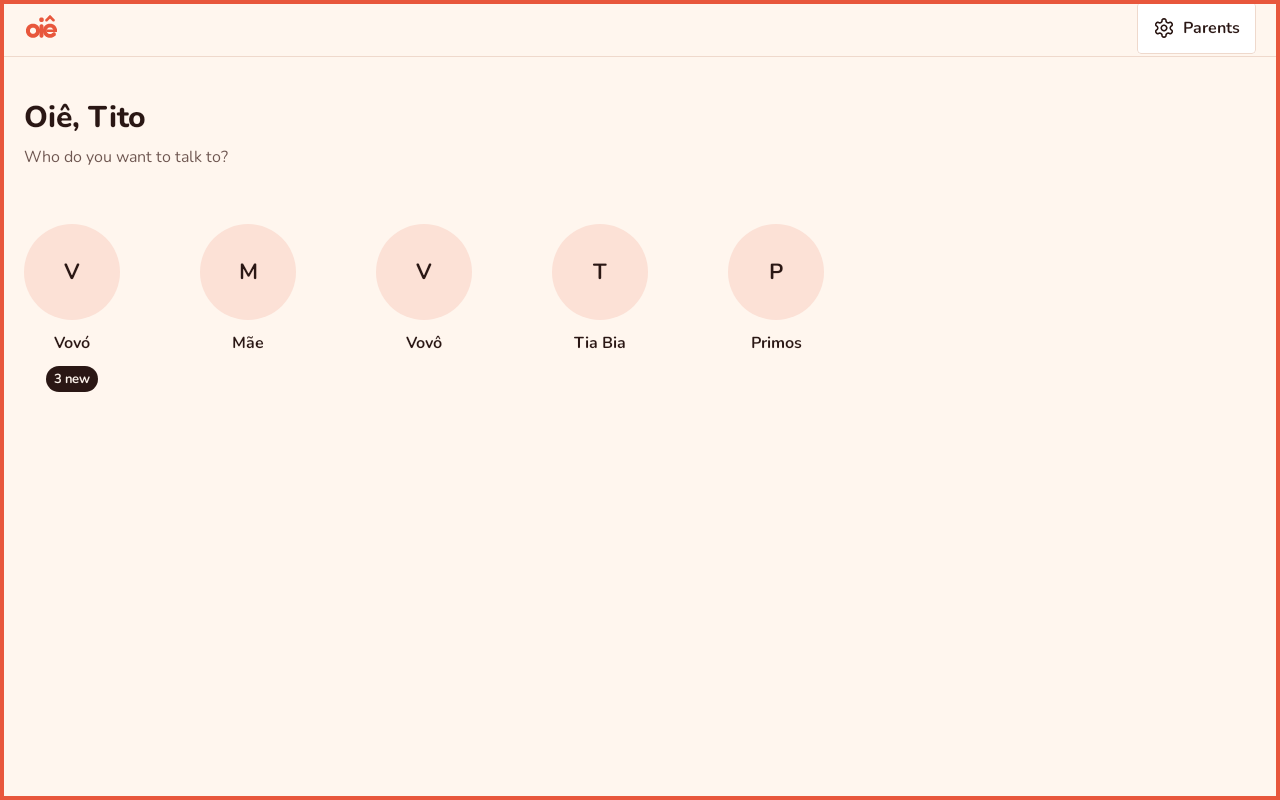 oiê
Parents
Oiê, Tito
Who do you want to talk to?
V
M
V
T
P
Vovó
Mãe
Vovô
Tia Bia
Primos
3 new